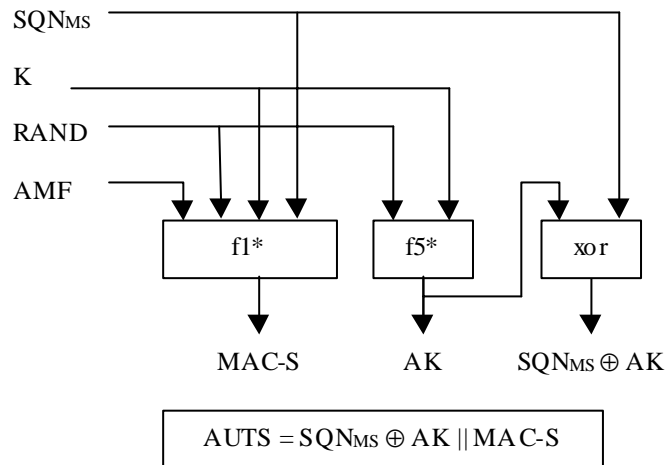 SQNMS
K
RAND
AMF
f1*
f5*
xor
MAC-S
AK
SQNMS ⊕ AK
AUTS = SQNMS ⊕ AK || MAC-S